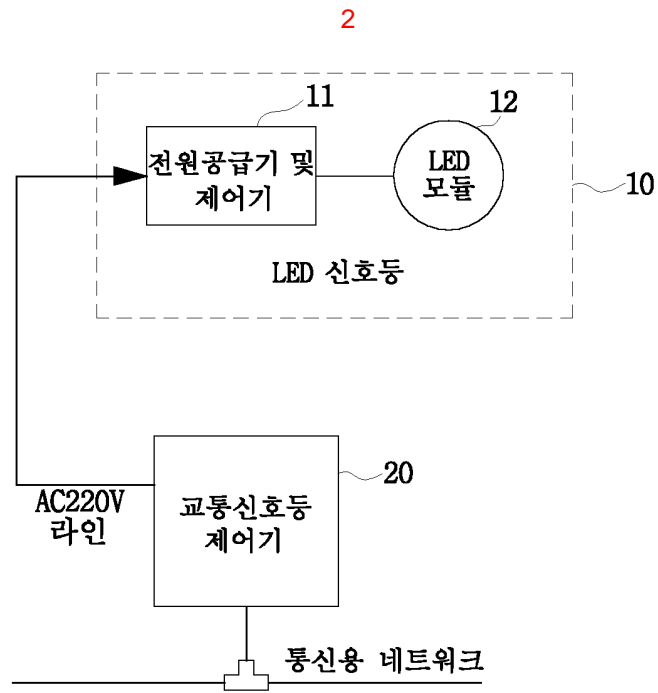 2
11
12
전원공급기 및
제어기
LED
모듈
10
LED 신호등
20
교통신호등
제어기
AC220V
라인
통신용 네트워크